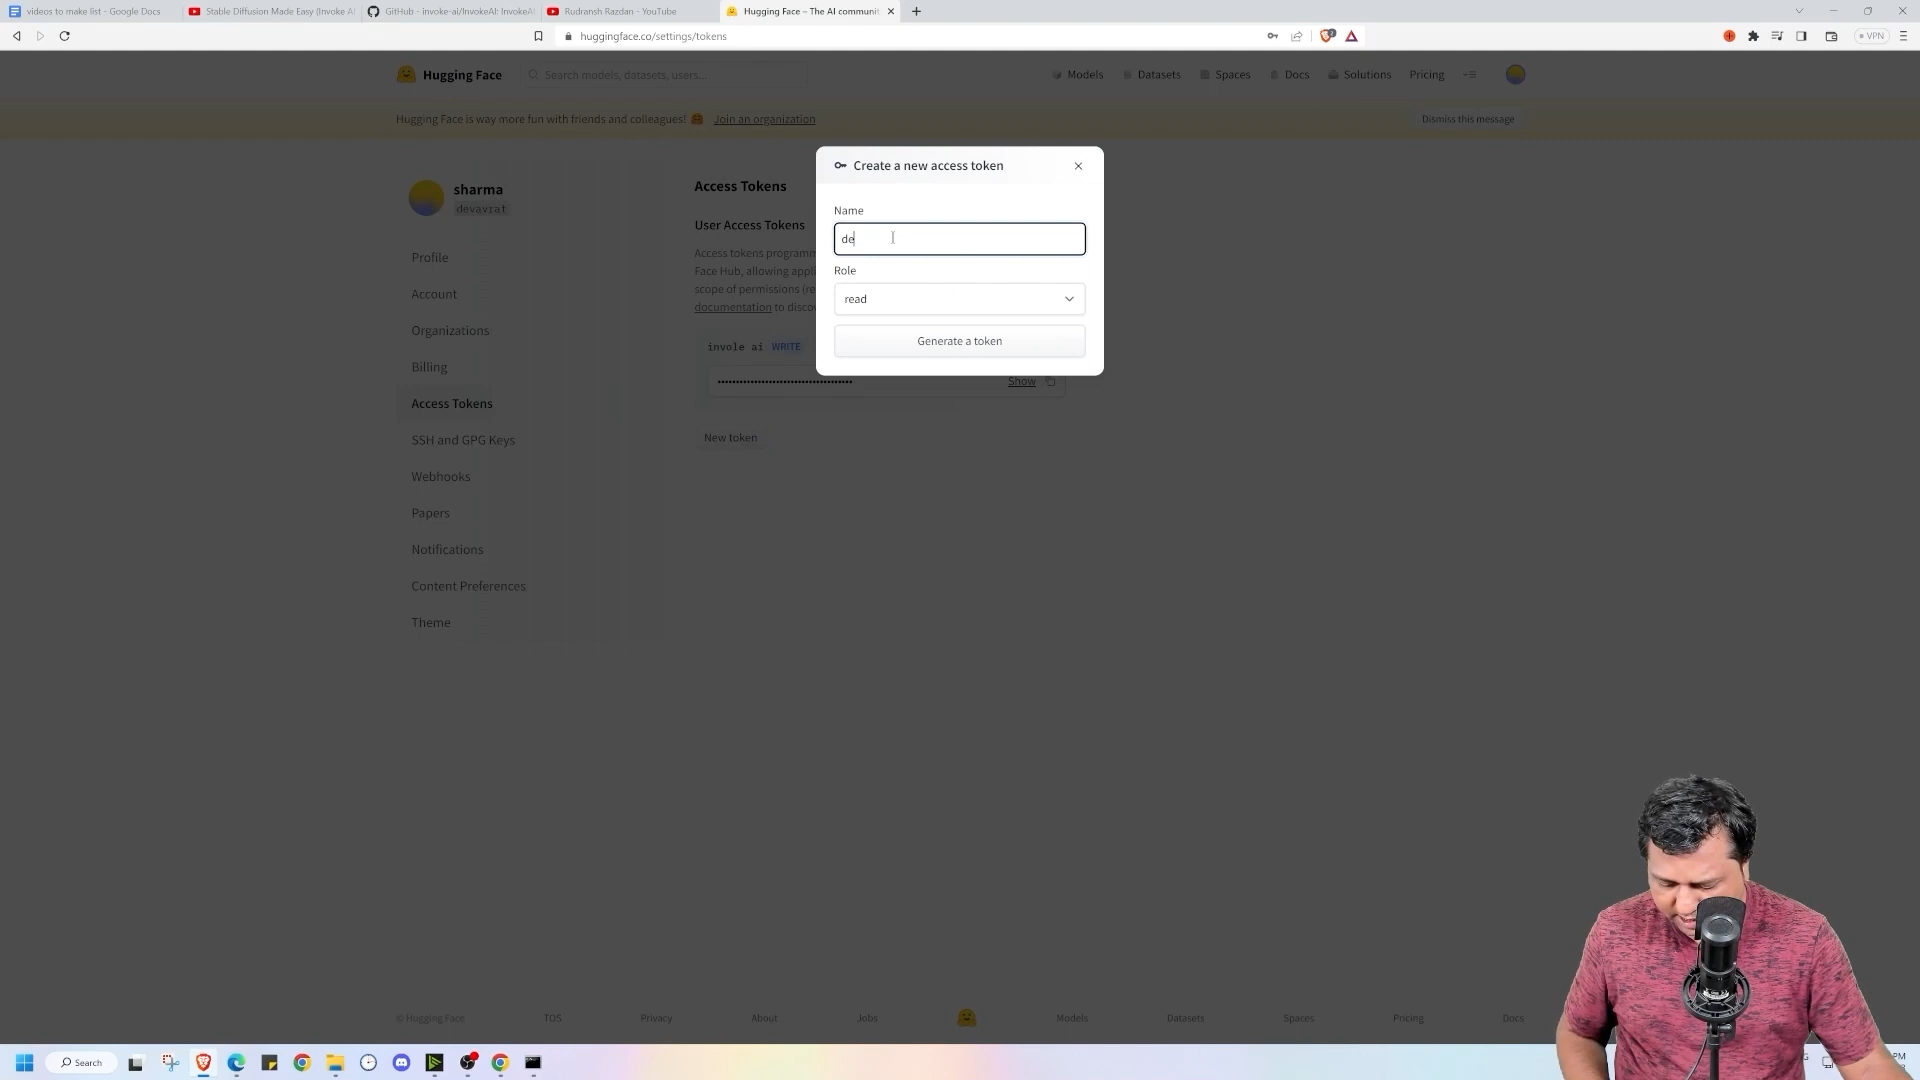 videos to make list - Google Docs
Stable Diffusion Made Easy (Invoke A
GitHub - invoke-ai/InvokeAI: InvokeAI
Rudransh Razdan - YouTube
Hugging Face – The AI communit
huggingface.co/settings/tokens
VPN
Hugging Face
Search models, datasets, users...
Models
Datasets
Spaces
Docs
Solutions
Pricing
Hugging Face is way more fun with friends and colleagues! 🤗 Join an organization
Dismiss this message
sharma
devavrat
Profile
Account
Organizations
Billing
Access Tokens
SSH and GPG Keys
Webhooks
Papers
Notifications
Content Preferences
Theme
Access Tokens
User Access Tokens
Access tokens programm
Face Hub, allowing appli
scope of permissions (re
documentation to disco
invole ai WRITE
Show
New token
Create a new access token
Name
de
Role
read
Generate a token
© Hugging Face
TOS
Privacy
About
Jobs
Models
Datasets
Spaces
Pricing
Docs
Search
PM